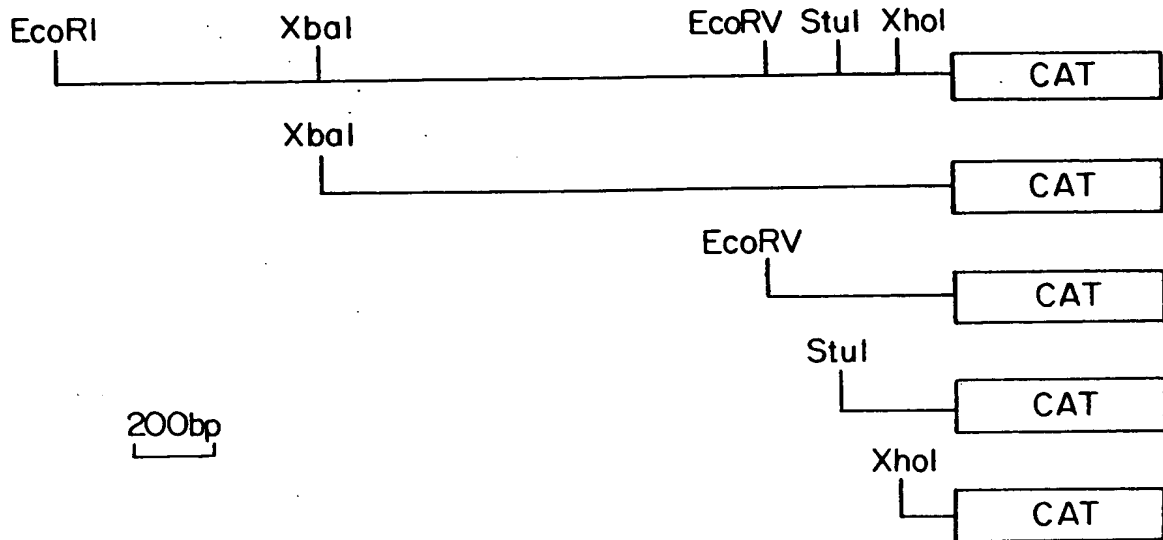 EcoRI XbaI EcoRV StuI XhoI
CAT
XbaI
CAT
EcoRV
CAT
StuI
CAT
200bp
XhoI
CAT